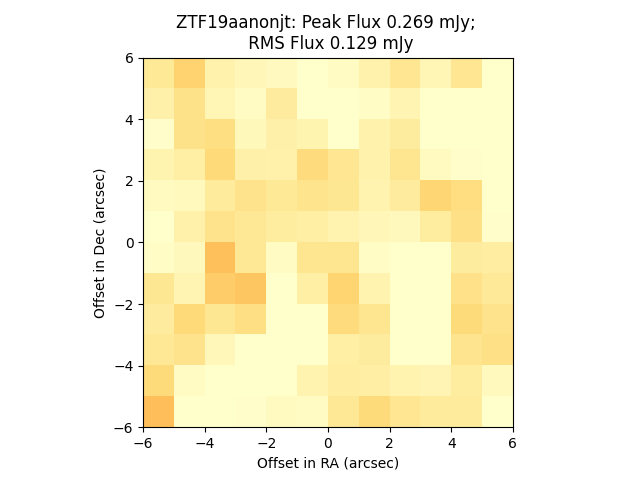 ZTF19aanonjt: Peak Flux 0.269 mJy;
RMS Flux 0.129 mJy
6
4
2
0
−2
−4
−6
Offset in Dec (arcsec)
−6 −4 −2 0 2 4 6
Offset in RA (arcsec)